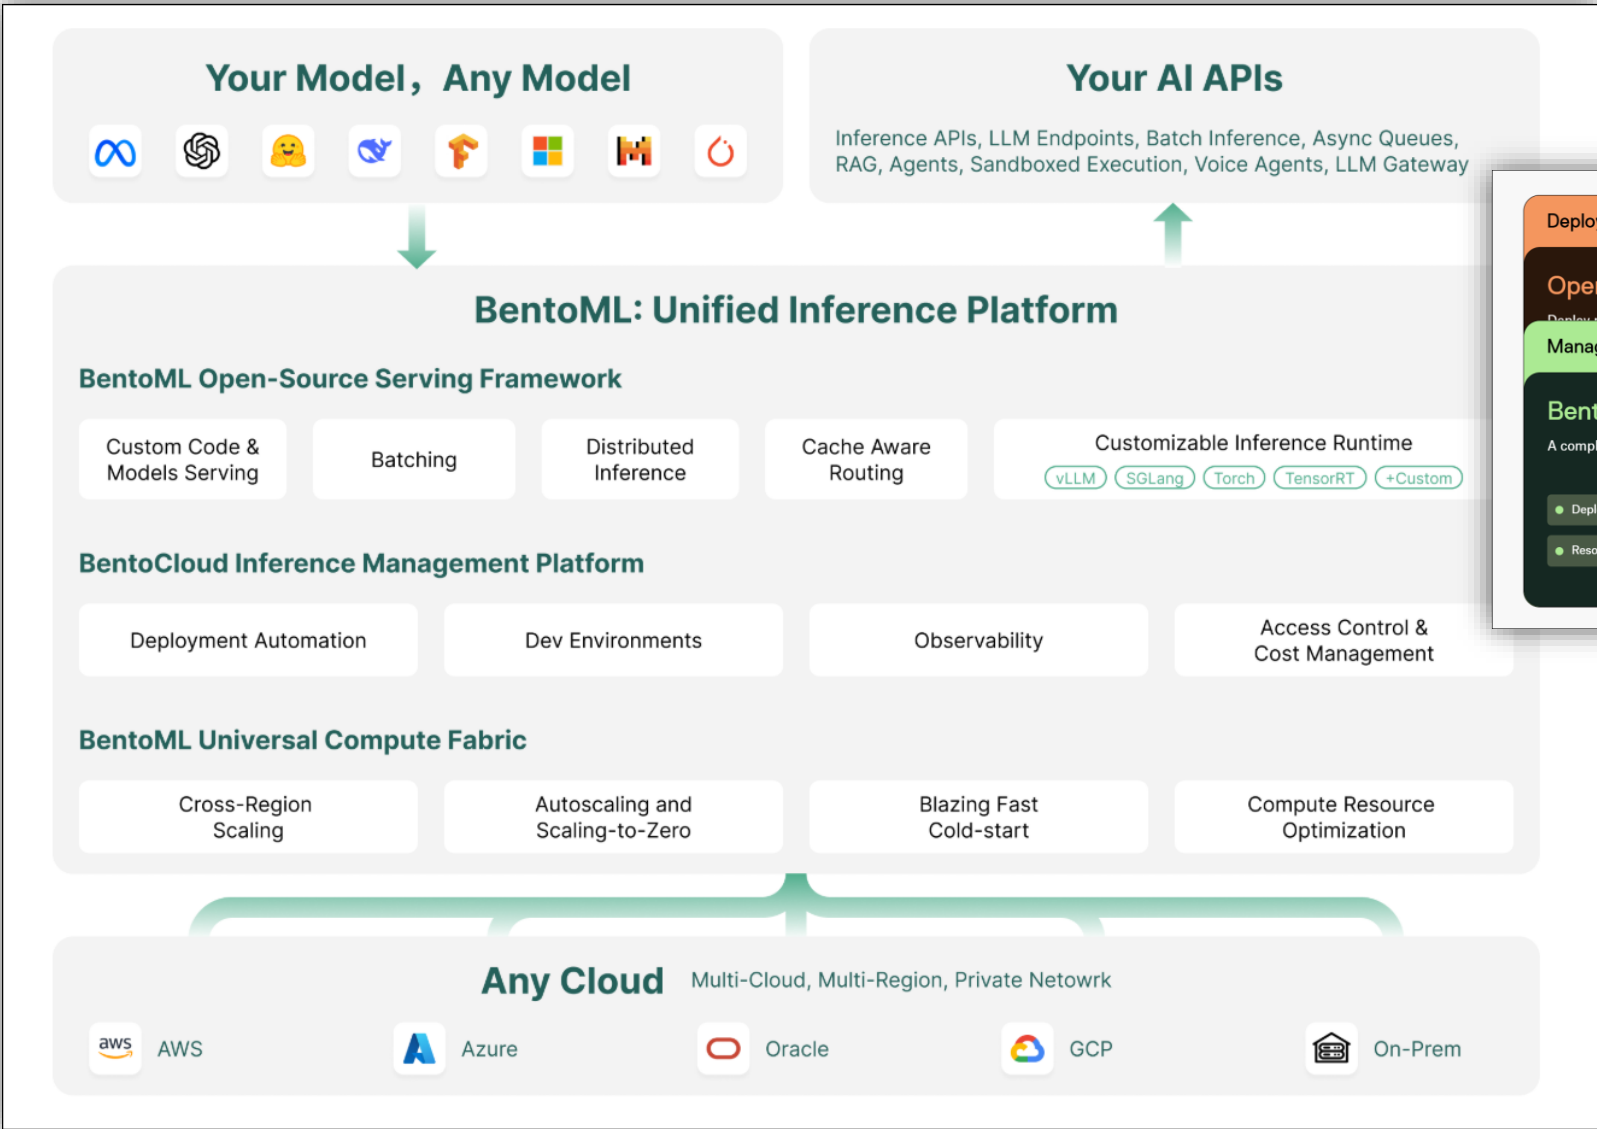 Your Model，Any Model
Your AI APIs
Inference APIs, LLM Endpoints, Batch Inference, Async Queues,
RAG, Agents, Sandboxed Execution, Voice Agents, LLM Gateway
BentoML: Unified Inference Platform
BentoML Open-Source Serving Framework
Custom Code &
Models Serving
Batching
Distributed
Inference
Cache Aware
Routing
Customizable Inference Runtime
vLLM
SGLang
Torch
TensorRT
+Custom
BentoCloud Inference Management Platform
Deployment Automation
Dev Environments
Observability
Access Control &
Cost Management
BentoML Universal Compute Fabric
Cross-Region
Scaling
Autoscaling and
Scaling-to-Zero
Blazing Fast
Cold-start
Compute Resource
Optimization
Any Cloud
Multi-Cloud, Multi-Region, Private Netowrk
aws
AWS
Azure
Oracle
GCP
On-Prem
A